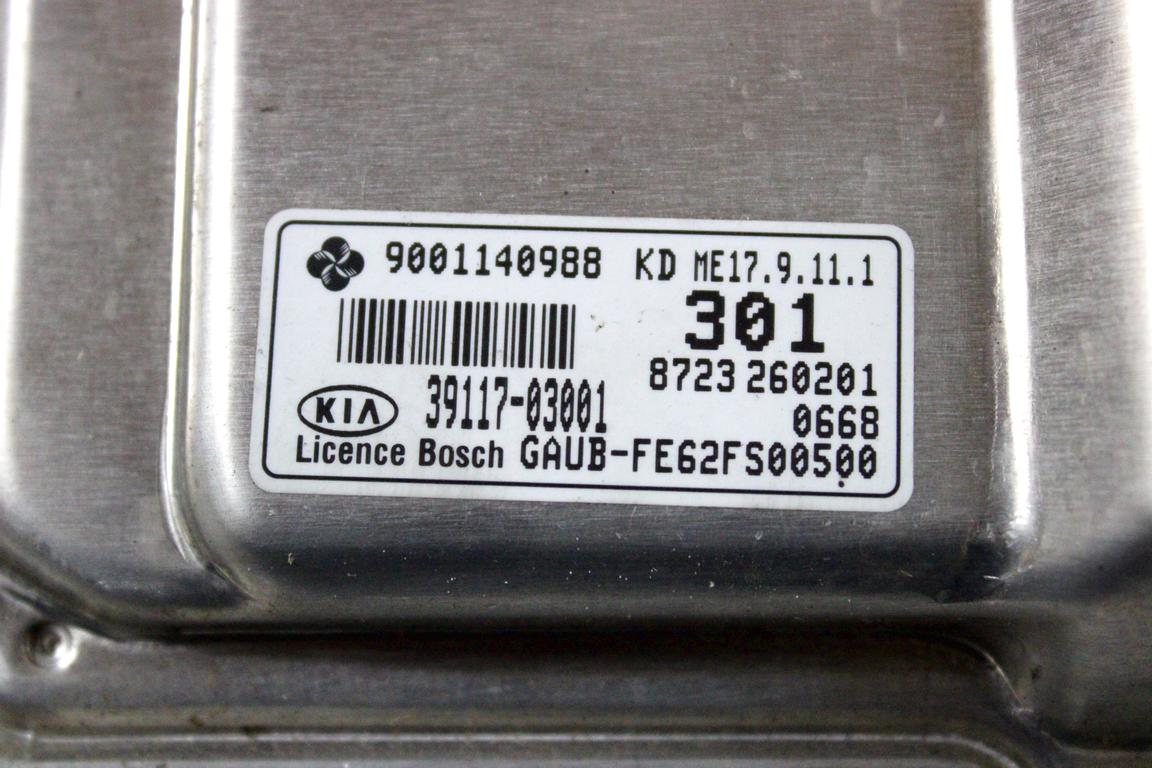 9001140988 KD ME17.9.11.1
301
8723 260201
KIA 39117-03001
0668
Licence Bosch GAUB-FE62FS00500